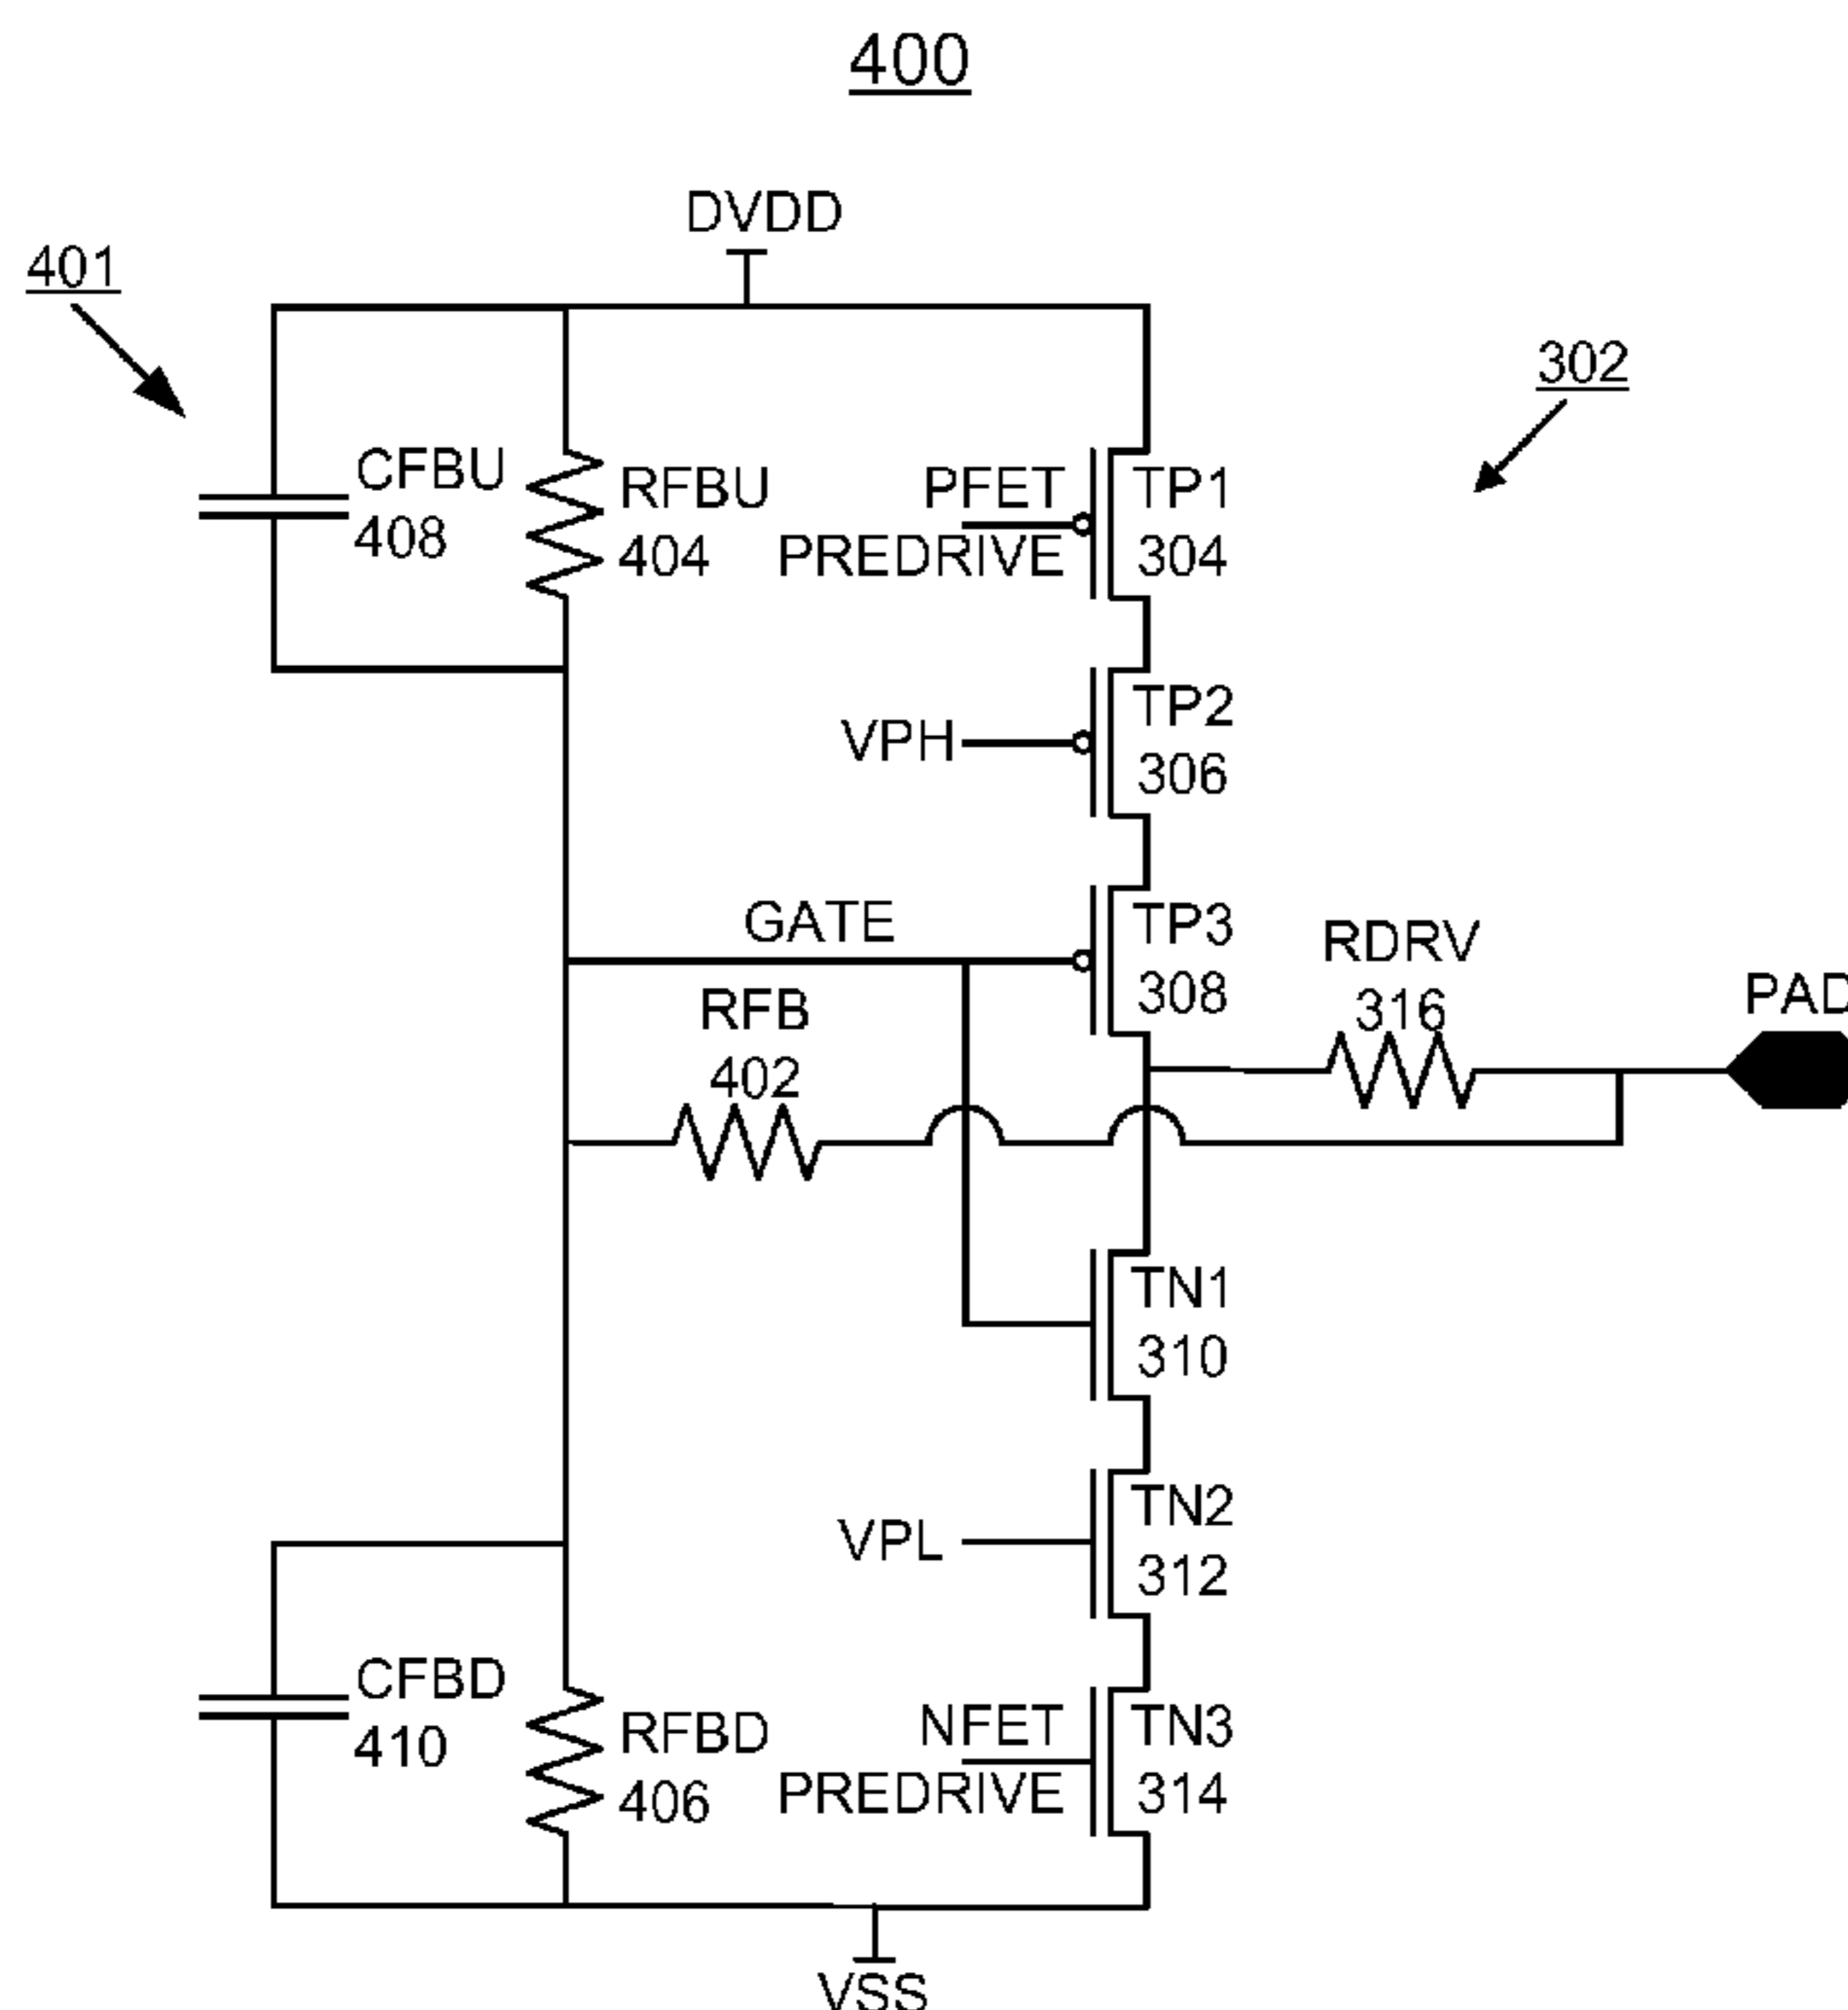 400
DVDD
401
302
CFBU
408
RFBU
404
PFET
PREDRIVE
TP1
304
VPH
TP2
306
GATE
TP3
308
RFB
402
RDRV
316
PAD
TN1
310
VPL
TN2
312
CFBD
410
RFBD
406
NFET
PREDRIVE
TN3
314
VSS